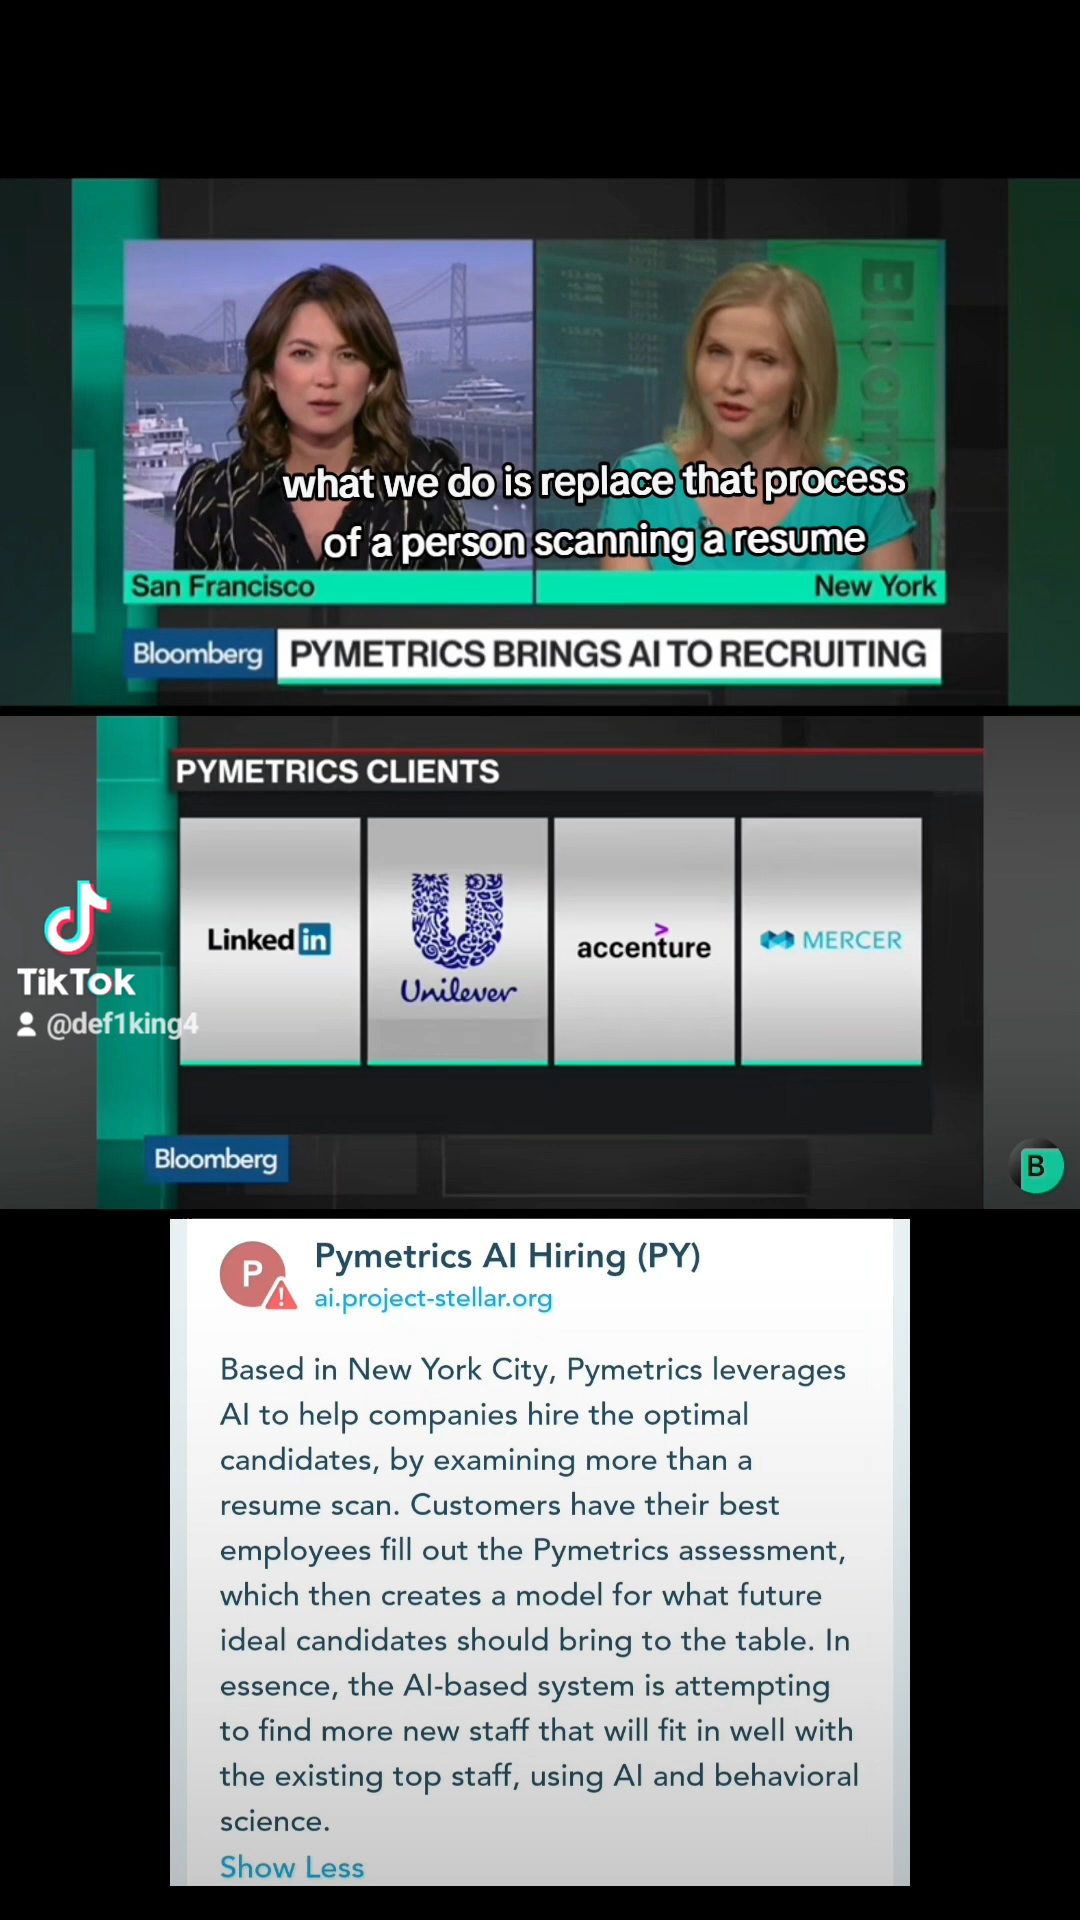 Bloom
what we do is replace that process
of a person scanning a resume
San Francisco
New York
Bloomberg
PYMETRICS BRINGS AI TO RECRUITING
PYMETRICS CLIENTS
Linked in
Unilever
accenture
MERCER
TikTok
@def1king4
Bloomberg
B
P
Pymetrics AI Hiring (PY)
ai.project-stellar.org
Based in New York City, Pymetrics leverages
AI to help companies hire the optimal
candidates, by examining more than a
resume scan. Customers have their best
employees fill out the Pymetrics assessment,
which then creates a model for what future
ideal candidates should bring to the table. In
essence, the AI-based system is attempting
to find more new staff that will fit in well with
the existing top staff, using AI and behavioral
science.
Show Less